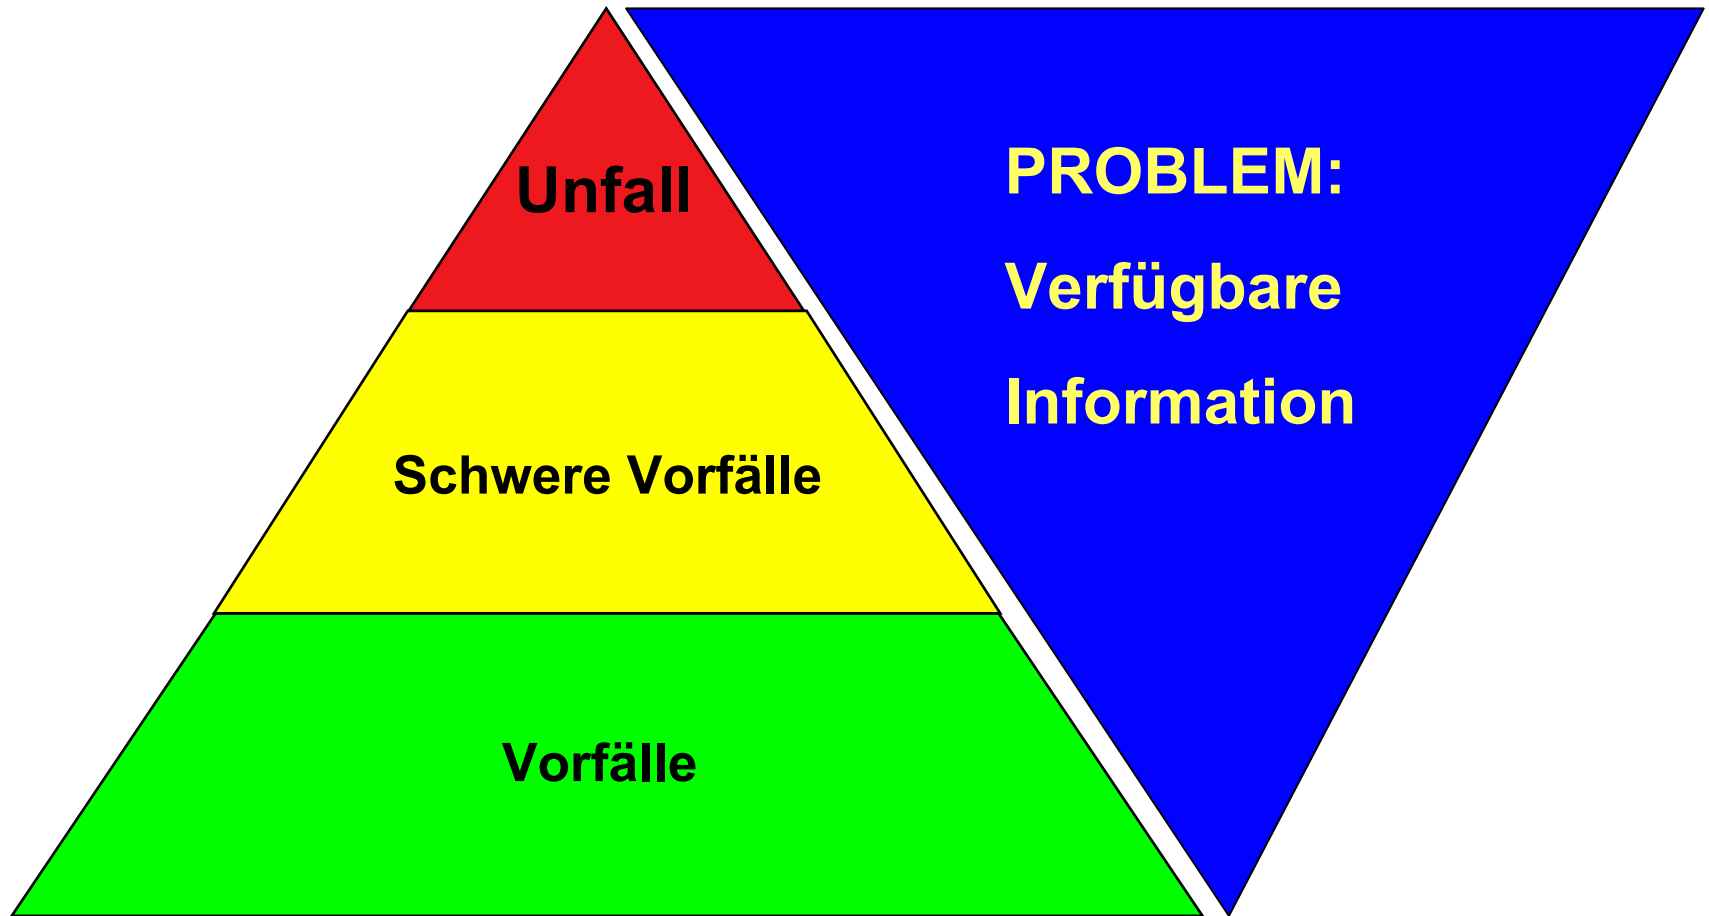 Unfall
Schwere Vorfälle
Vorfälle
PROBLEM:
Verfügbare
Information